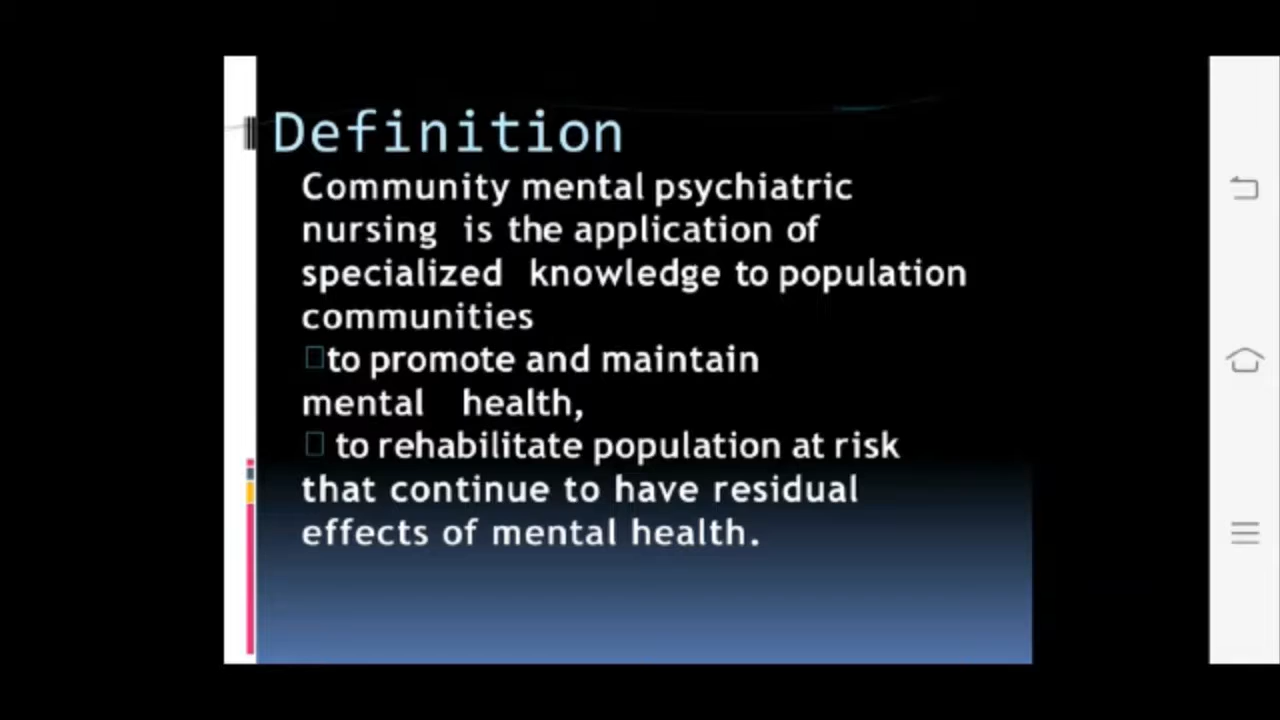 Definition
Community mental psychiatric
nursing is the application of
specialized knowledge to population
communities
to promote and maintain
mental health,
to rehabilitate population at risk
that continue to have residual
effects of mental health.